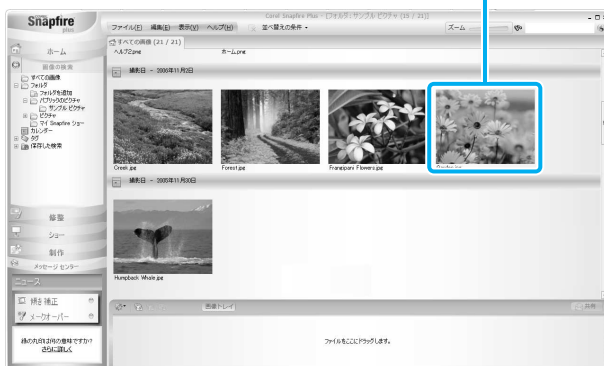 Snapfire
plus
Corel Snapfire Plus - [フォルダ : サンプル ピクチャ (15 / 21)]
ファイル(F) 編集(E) 表示(V) ヘルプ(H) 並べ替えの条件
ズーム
ホーム
画像の検索
すべての画像
フォルダ
フォルダを追加
パブリックのピクチャ
サンプル ピクチャ
ピクチャ
マイ Snapfire ショー
カレンダー
タグ
保存した検索
修整
ショー
制作
メッセージ センター
ニュース
傾き補正
メークオーバー
緑の丸印は何の意味ですか?
さらに詳しく
すべての画像 (21 / 21)
ヘルプ2.png ホーム.png
撮影日 - 2006年11月2日
Creek.jpg Forest.jpg Frangipani Flowers.jpg
撮影日 - 2005年11月30日
Humpback Whale.jpg
画像トレイ
共有
ファイルをここにドラッグします。